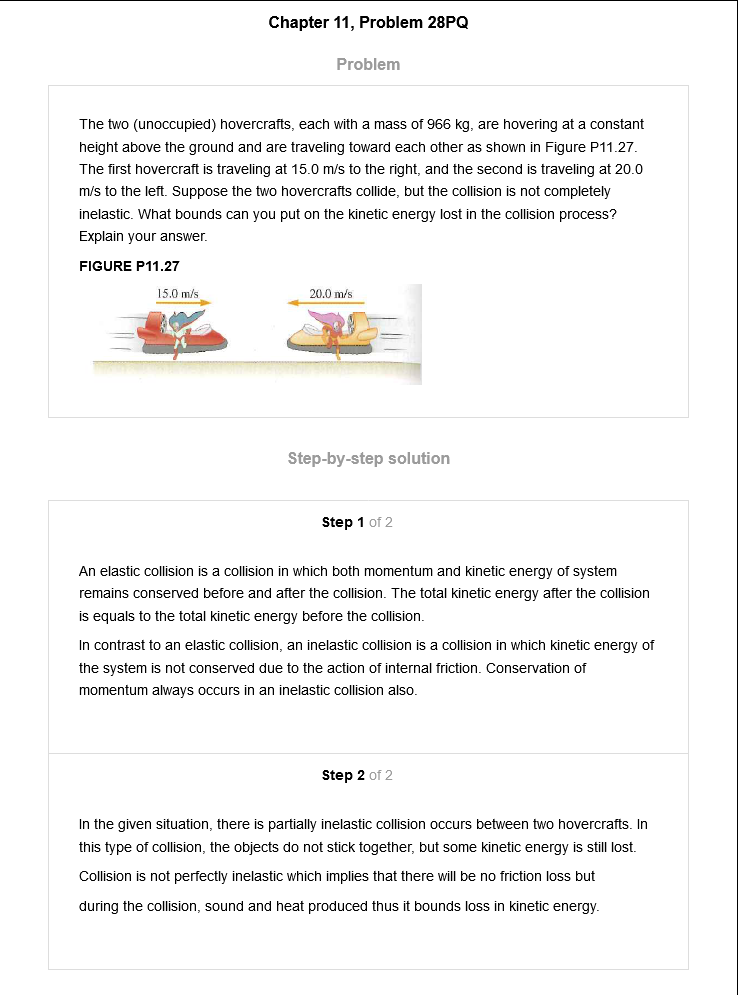 Chapter 11, Problem 28PQ
Problem
The two (unoccupied) hovercrafts, each with a mass of 966 kg, are hovering at a constant
height above the ground and are traveling toward each other as shown in Figure P11.27.
The first hovercraft is traveling at 15.0 m/s to the right, and the second is traveling at 20.0
m/s to the left. Suppose the two hovercrafts collide, but the collision is not completely
inelastic. What bounds can you put on the kinetic energy lost in the collision process?
Explain your answer.
FIGURE P11.27
15.0 m/s 20.0 m/s
Step-by-step solution
Step 1 of 2
An elastic collision is a collision in which both momentum and kinetic energy of system
remains conserved before and after the collision. The total kinetic energy after the collision
is equals to the total kinetic energy before the collision.
In contrast to an elastic collision, an inelastic collision is a collision in which kinetic energy of
the system is not conserved due to the action of internal friction. Conservation of
momentum always occurs in an inelastic collision also.
Step 2 of 2
In the given situation, there is partially inelastic collision occurs between two hovercrafts. In
this type of collision, the objects do not stick together, but some kinetic energy is still lost.
Collision is not perfectly inelastic which implies that there will be no friction loss but
during the collision, sound and heat produced thus it bounds loss in kinetic energy.